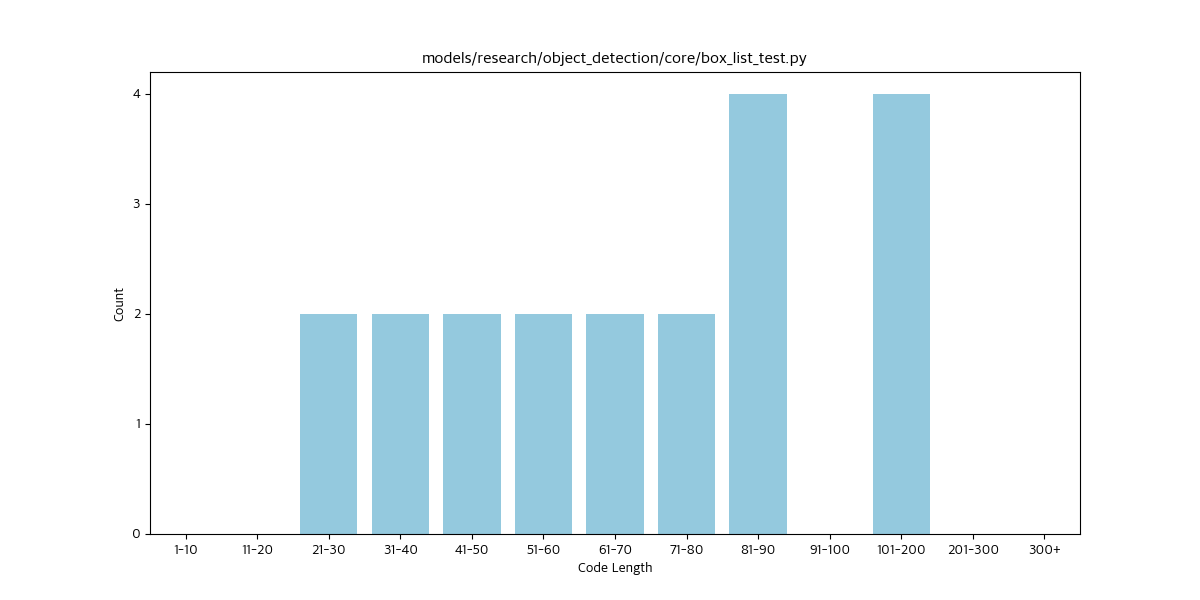 models/research/object_detection/core/box_list_test.py
Count
4
3
2
1
0
1-10 11-20 21-30 31-40 41-50 51-60 61-70 71-80 81-90 91-100 101-200 201-300 300+
Code Length